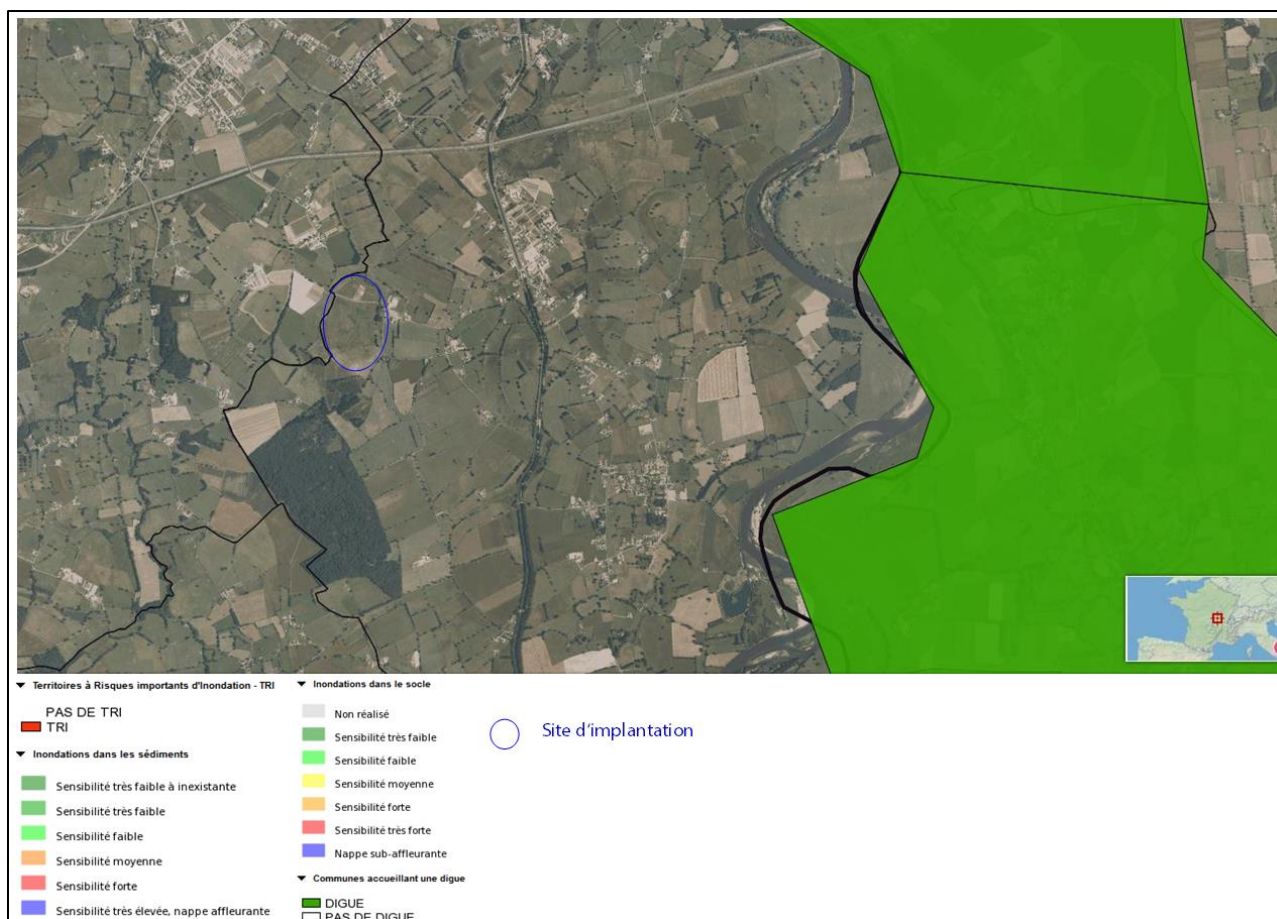 Territoires à Risques importants d'Inondation - TRI
PAS DE TRI
TRI
Inondations dans les sédiments
Sensibilité très faible à inexistante
Sensibilité très faible
Sensibilité faible
Sensibilité moyenne
Sensibilité forte
Sensibilité très élevée, nappe affleurante
Inondations dans le socle
Non réalisé
Sensibilité très faible
Sensibilité faible
Sensibilité moyenne
Sensibilité forte
Sensibilité très forte
Nappe sub-affleurante
Communes accueillant une digue
DIGUE
PAS DE DIGUE
Site d'implantation